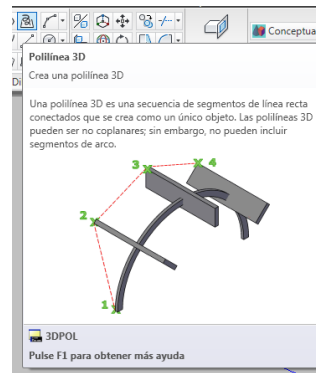 Conceptua
Polilínea 3D
Crea una polilínea 3D
Di
Una polilínea 3D es una secuencia de segmentos de línea recta
conectados que se crea como un único objeto. Las polilíneas 3D
pueden ser no coplanares; sin embargo, no pueden incluir
segmentos de arco.
3 4
2
1
3DPOL
Pulse F1 para obtener más ayuda